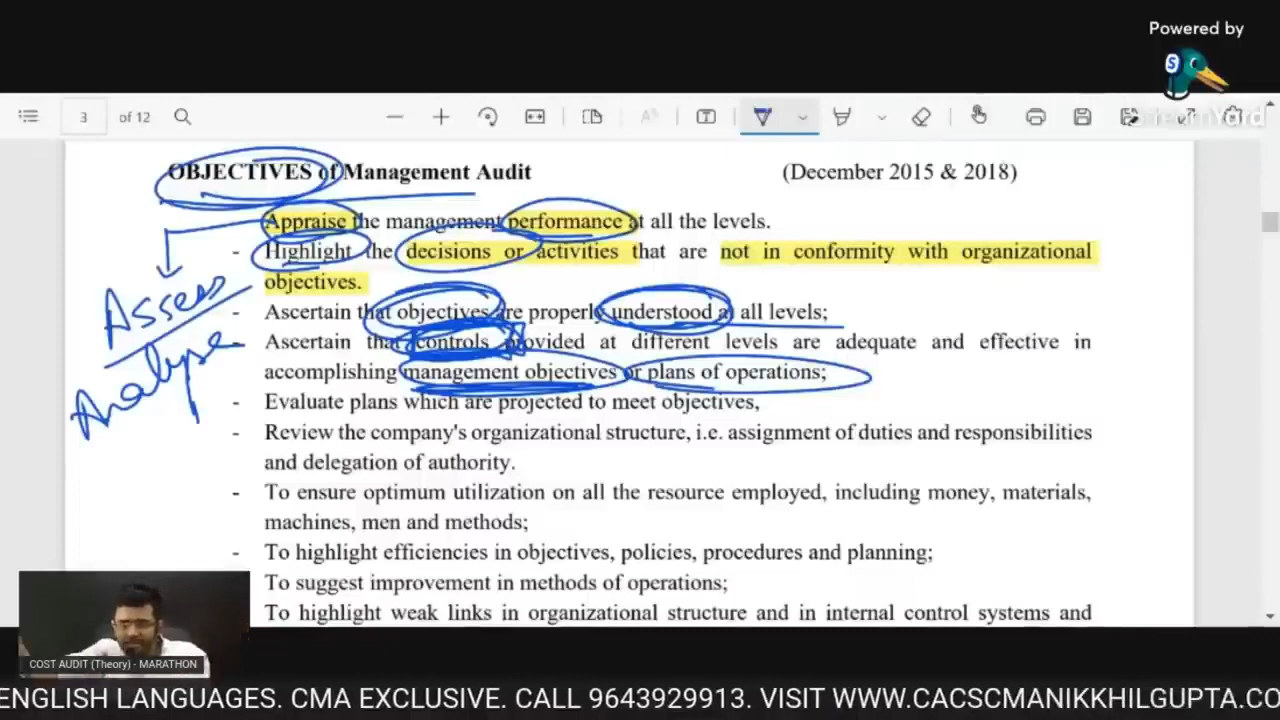 Powered by
S
StreamYard
3 of 12
OBJECTIVES of Management Audit (December 2015 & 2018)
Appraise the management performance at all the levels.
- Highlight the decisions or activities that are not in conformity with organizational
objectives.
Ascertain that objectives are properly understood at all levels;
- Ascertain that controls provided at different levels are adequate and effective in
accomplishing management objectives or plans of operations;
- Evaluate plans which are projected to meet objectives,
- Review the company's organizational structure, i.e. assignment of duties and responsibilities
and delegation of authority.
- To ensure optimum utilization on all the resource employed, including money, materials,
machines, men and methods;
- To highlight efficiencies in objectives, policies, procedures and planning;
To suggest improvement in methods of operations;
To highlight weak links in organizational structure and in internal control systems and
Assess
Analyse
COST AUDIT (Theory) - MARATHON
ENGLISH LANGUAGES. CMA EXCLUSIVE. CALL 9643929913. VISIT WWW.CACSCMANIKKHILGUPTA.CO